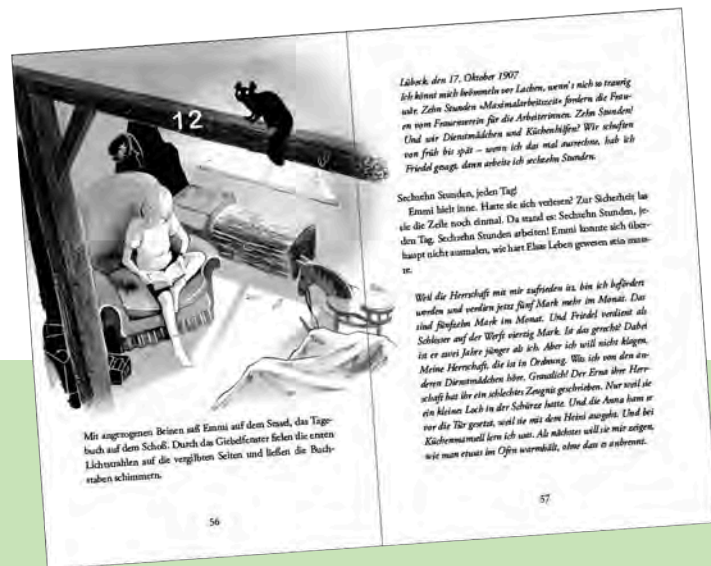 12
Mit angezogenen Beinen saß Emmi auf dem Sessel, das Tage-
buch auf dem Schoß. Durch das Giebelfenster fielen die ersten
Lichtstrahlen auf die vergilbten Seiten und ließen die Buch-
staben schimmern.
56
Lübeck, den 17. Oktober 1907
Ich könnt mich beömmeln vor Lachen, wenn's nich so traurig
wär. Zehn Stunden »Maximalarbeitszeit« fordern die Frau-
en vom Frauenverein für die Arbeiterinnen. Zehn Stunden!
Und wir Dienstmädchen und Küchenhilfen? Wir schuften
von früh bis spät – wenn ich das mal ausrechne, hab ich
Friedel gesagt, dann arbeite ich sechzehn Stunden.
Sechzehn Stunden, jeden Tag!
Emmi hielt inne. Hatte sie sich verlesen? Zur Sicherheit las
sie die Zeile noch einmal. Da stand es: Sechzehn Stunden, je-
den Tag. Sechzehn Stunden arbeiten! Emmi konnte sich über-
haupt nicht ausmalen, wie hart Elsas Leben gewesen sein muss-
te.
Weil die Herrschaft mit mir zufrieden ist, bin ich befördert
worden und verdien jetzt fünf Mark mehr im Monat. Das
sind fünfzehn Mark im Monat. Und Friedel verdient als
Schlosser auf der Werft vierzig Mark. Ist das gerecht? Dabei
ist er zwei Jahre jünger als ich. Aber ich will nicht klagen.
Meine Herrschaft, die ist in Ordnung. Was ich von den an-
deren Dienstmädchen höre. Grauslich! Der Erna ihre Herr-
schaft hat ihr ein schlechtes Zeugnis geschrieben. Nur weil sie
ein kleines Loch in der Schürze hatte. Und die Anna ham se
vor die Tür gesetzt, weil sie mit dem Heini ausgeht. Und bei
Küchenmamsell lern ich was. Als nächstes will sie mir zeigen,
wie man etwas im Ofen warmhält, ohne dass es anbrennt.
57